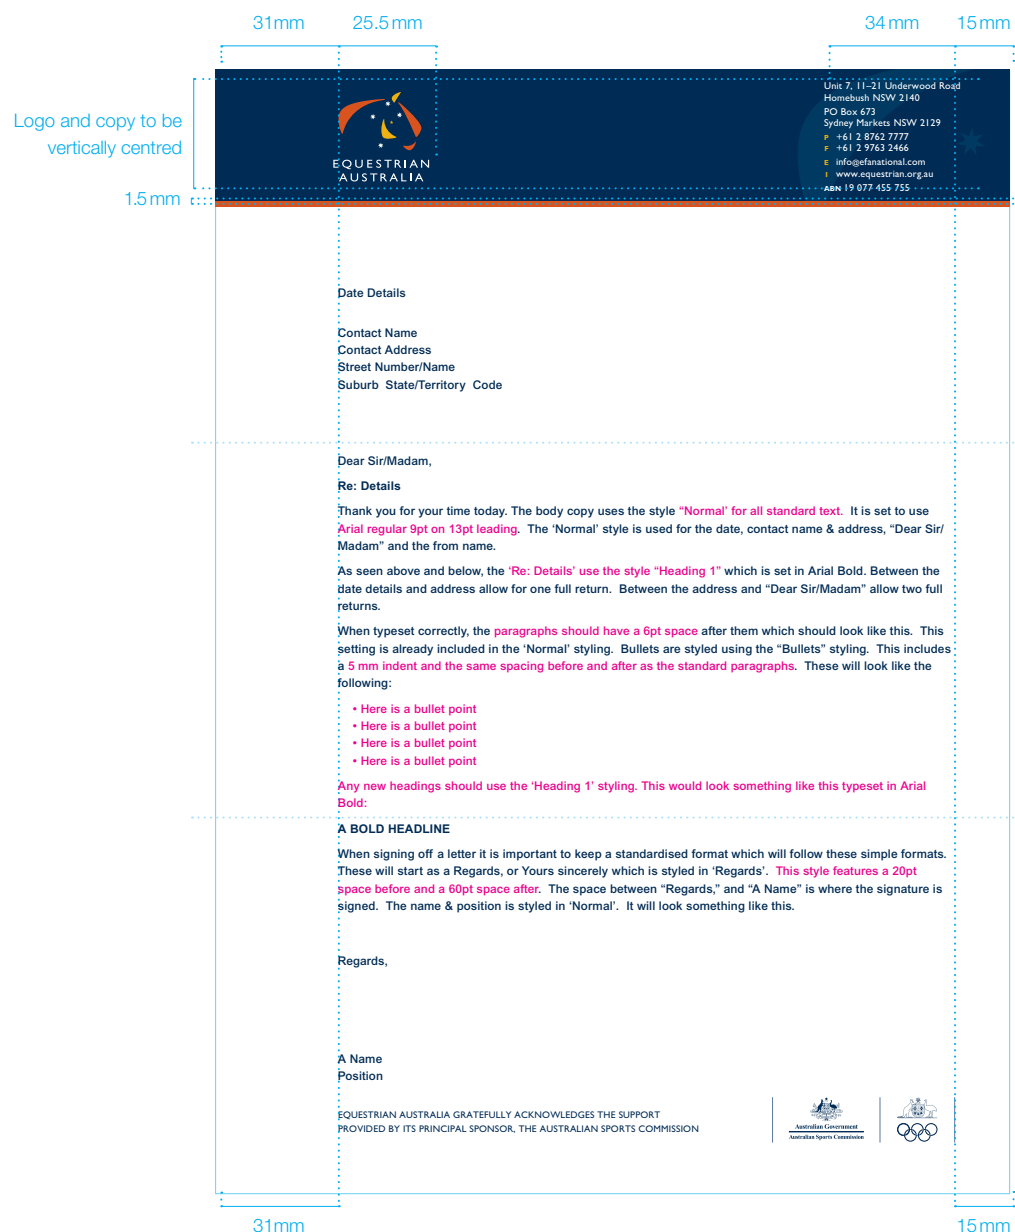 31mm 25.5mm 34mm 15mm
Logo and copy to be
vertically centred
1.5mm
EQUESTRIAN
AUSTRALIA
Unit 7, 11–21 Underwood Road
Homebush NSW 2140
PO Box 673
Sydney Markets NSW 2129
P +61 2 8762 7777
F +61 2 9763 2466
E info@efanational.com
I www.equestrian.org.au
ABN 19 077 455 755
Date Details
Contact Name
Contact Address
Street Number/Name
Suburb State/Territory Code
Dear Sir/Madam,
Re: Details
Thank you for your time today. The body copy uses the style “Normal’ for all standard text. It is set to use
Arial regular 9pt on 13pt leading. The ‘Normal’ style is used for the date, contact name & address, “Dear Sir/
Madam” and the from name.
As seen above and below, the ‘Re: Details’ use the style “Heading 1” which is set in Arial Bold. Between the
date details and address allow for one full return. Between the address and “Dear Sir/Madam” allow two full
returns.
When typeset correctly, the paragraphs should have a 6pt space after them which should look like this. This
setting is already included in the ‘Normal’ styling. Bullets are styled using the “Bullets” styling. This includes
a 5 mm indent and the same spacing before and after as the standard paragraphs. These will look like the
following:
• Here is a bullet point
• Here is a bullet point
• Here is a bullet point
• Here is a bullet point
Any new headings should use the ‘Heading 1’ styling. This would look something like this typeset in Arial
Bold:
A BOLD HEADLINE
When signing off a letter it is important to keep a standardised format which will follow these simple formats.
These will start as a Regards, or Yours sincerely which is styled in ‘Regards’. This style features a 20pt
space before and a 60pt space after. The space between “Regards,” and “A Name” is where the signature is
signed. The name & position is styled in ‘Normal’. It will look something like this.
Regards,
A Name
Position
EQUESTRIAN AUSTRALIA GRATEFULLY ACKNOWLEDGES THE SUPPORT
PROVIDED BY ITS PRINCIPAL SPONSOR, THE AUSTRALIAN SPORTS COMMISSION
Australian Government
Australian Sports Commission
31mm 15mm